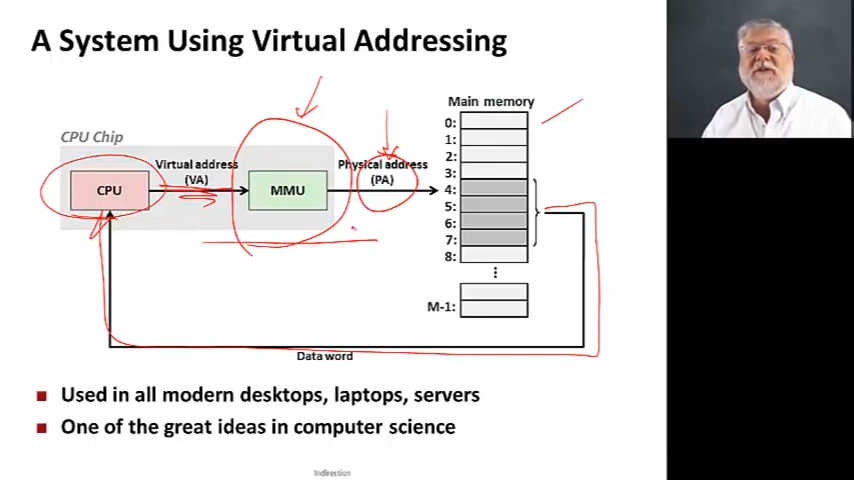 A System Using Virtual Addressing
Main memory
CPU Chip
Virtual address
(VA)
Physical address
(PA)
CPU
MMU
0:
1:
2:
3:
4:
5:
6:
7:
8:
M-1:
Data word
Used in all modern desktops, laptops, servers
One of the great ideas in computer science
Indirection